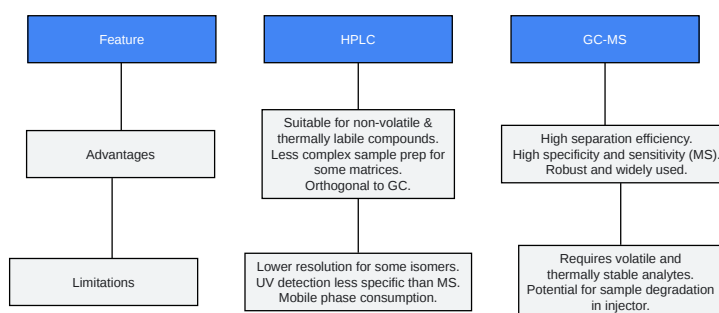 Feature
HPLC
GC-MS
Advantages
Suitable for non-volatile &
thermally labile compounds.
Less complex sample prep for
some matrices.
Orthogonal to GC.
High separation efficiency.
High specificity and sensitivity (MS).
Robust and widely used.
Limitations
Lower resolution for some isomers.
UV detection less specific than MS.
Mobile phase consumption.
Requires volatile and
thermally stable analytes.
Potential for sample degradation
in injector.